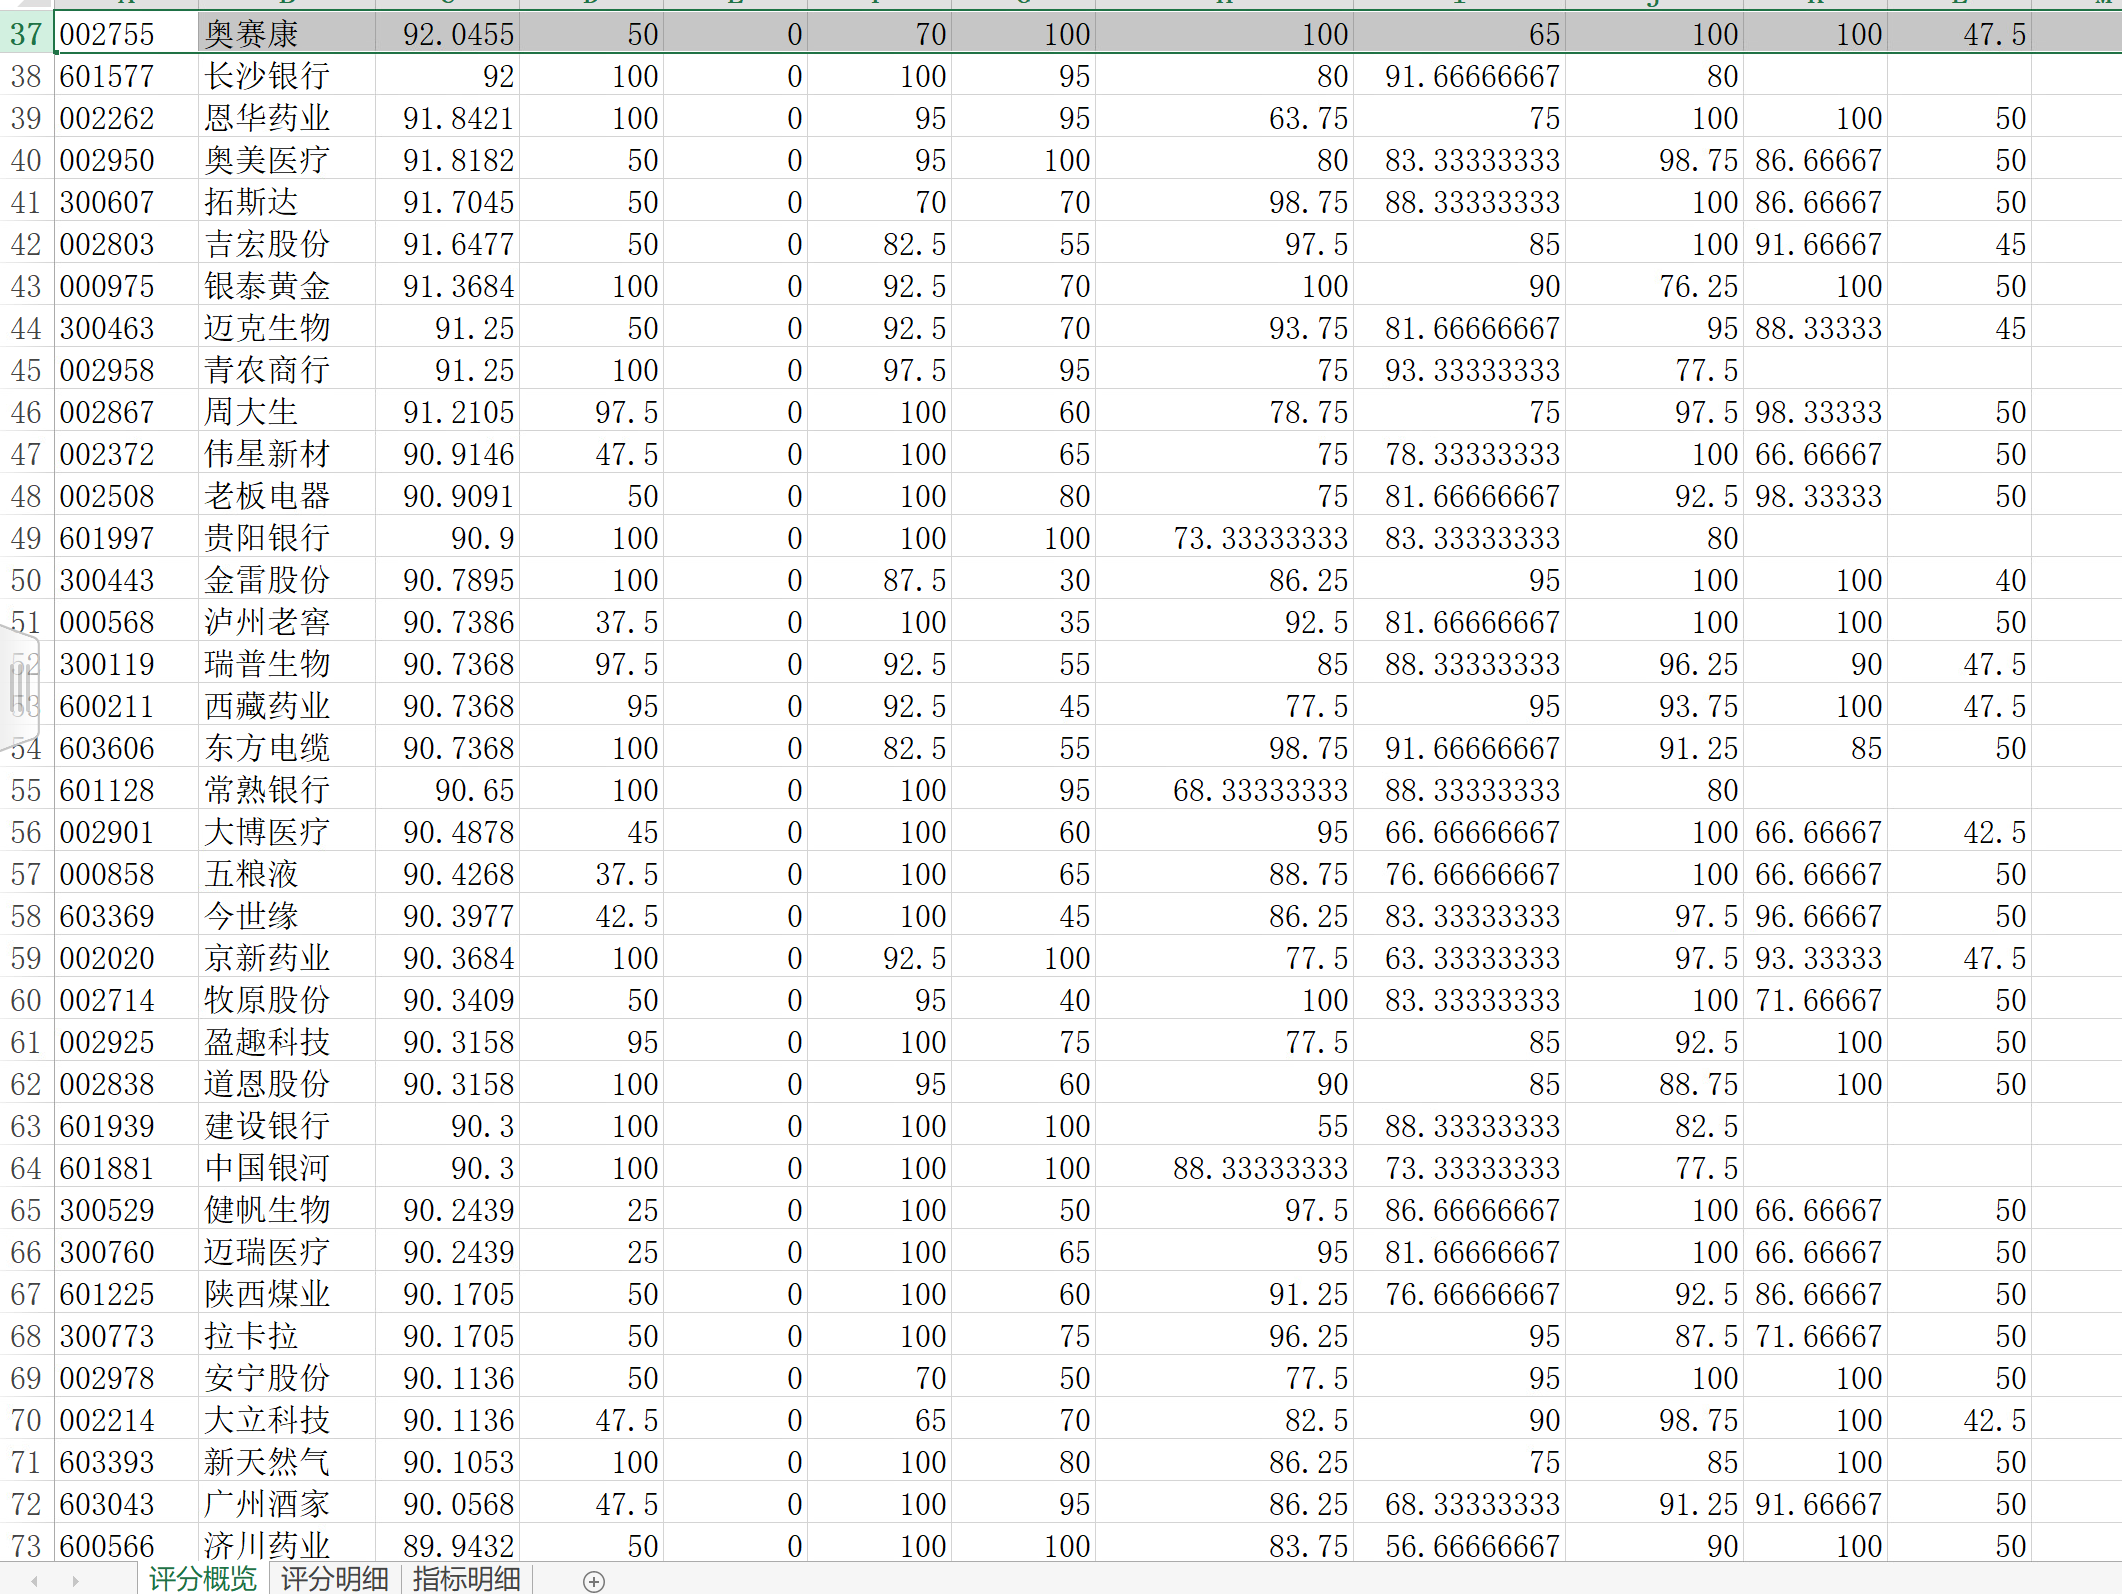 37 002755 奥赛康 92.0455 50 0 70 100 100 65 100 100 47.5
38 601577 长沙银行 92 100 0 100 95 80 91.66666667 80
39 002262 恩华药业 91.8421 100 0 95 95 63.75 75 100 100 50
40 002950 奥美医疗 91.8182 50 0 95 100 80 83.33333333 98.75 86.66667 50
41 300607 拓斯达 91.7045 50 0 70 70 98.75 88.33333333 100 86.66667 50
42 002803 吉宏股份 91.6477 50 0 82.5 55 97.5 85 100 91.66667 45
43 000975 银泰黄金 91.3684 100 0 92.5 70 100 90 76.25 100 50
44 300463 迈克生物 91.25 50 0 92.5 70 93.75 81.66666667 95 88.33333 45
45 002958 青农商行 91.25 100 0 97.5 95 75 93.33333333 77.5
46 002867 周大生 91.2105 97.5 0 100 60 78.75 75 97.5 98.33333 50
47 002372 伟星新材 90.9146 47.5 0 100 65 75 78.33333333 100 66.66667 50
48 002508 老板电器 90.9091 50 0 100 80 75 81.66666667 92.5 98.33333 50
49 601997 贵阳银行 90.9 100 0 100 100 73.33333333 83.33333333 80
50 300443 金雷股份 90.7895 100 0 87.5 30 86.25 95 100 100 40
51 000568 泸州老窖 90.7386 37.5 0 100 35 92.5 81.66666667 100 100 50
52 300119 瑞普生物 90.7368 97.5 0 92.5 55 85 88.33333333 96.25 90 47.5
53 600211 西藏药业 90.7368 95 0 92.5 45 77.5 95 93.75 100 47.5
54 603606 东方电缆 90.7368 100 0 82.5 55 98.75 91.66666667 91.25 85 50
55 601128 常熟银行 90.65 100 0 100 95 68.33333333 88.33333333 80
56 002901 大博医疗 90.4878 45 0 100 60 95 66.66666667 100 66.66667 42.5
57 000858 五粮液 90.4268 37.5 0 100 65 88.75 76.66666667 100 66.66667 50
58 603369 今世缘 90.3977 42.5 0 100 45 86.25 83.33333333 97.5 96.66667 50
59 002020 京新药业 90.3684 100 0 92.5 100 77.5 63.33333333 97.5 93.33333 47.5
60 002714 牧原股份 90.3409 50 0 95 40 100 83.33333333 100 71.66667 50
61 002925 盈趣科技 90.3158 95 0 100 75 77.5 85 92.5 100 50
62 002838 道恩股份 90.3158 100 0 95 60 90 85 88.75 100 50
63 601939 建设银行 90.3 100 0 100 100 55 88.33333333 82.5
64 601881 中国银河 90.3 100 0 100 100 88.33333333 73.33333333 77.5
65 300529 健帆生物 90.2439 25 0 100 50 97.5 86.66666667 100 66.66667 50
66 300760 迈瑞医疗 90.2439 25 0 100 65 95 81.66666667 100 66.66667 50
67 601225 陕西煤业 90.1705 50 0 100 60 91.25 76.66666667 92.5 86.66667 50
68 300773 拉卡拉 90.1705 50 0 100 75 96.25 95 87.5 71.66667 50
69 002978 安宁股份 90.1136 50 0 70 50 77.5 95 100 100 50
70 002214 大立科技 90.1136 47.5 0 65 70 82.5 90 98.75 100 42.5
71 603393 新天然气 90.1053 100 0 100 80 86.25 75 85 100 50
72 603043 广州酒家 90.0568 47.5 0 100 95 86.25 68.33333333 91.25 91.66667 50
73 600566 济川药业 89.9432 50 0 100 100 83.75 56.66666667 90 100 50
评分概览 评分明细 指标明细